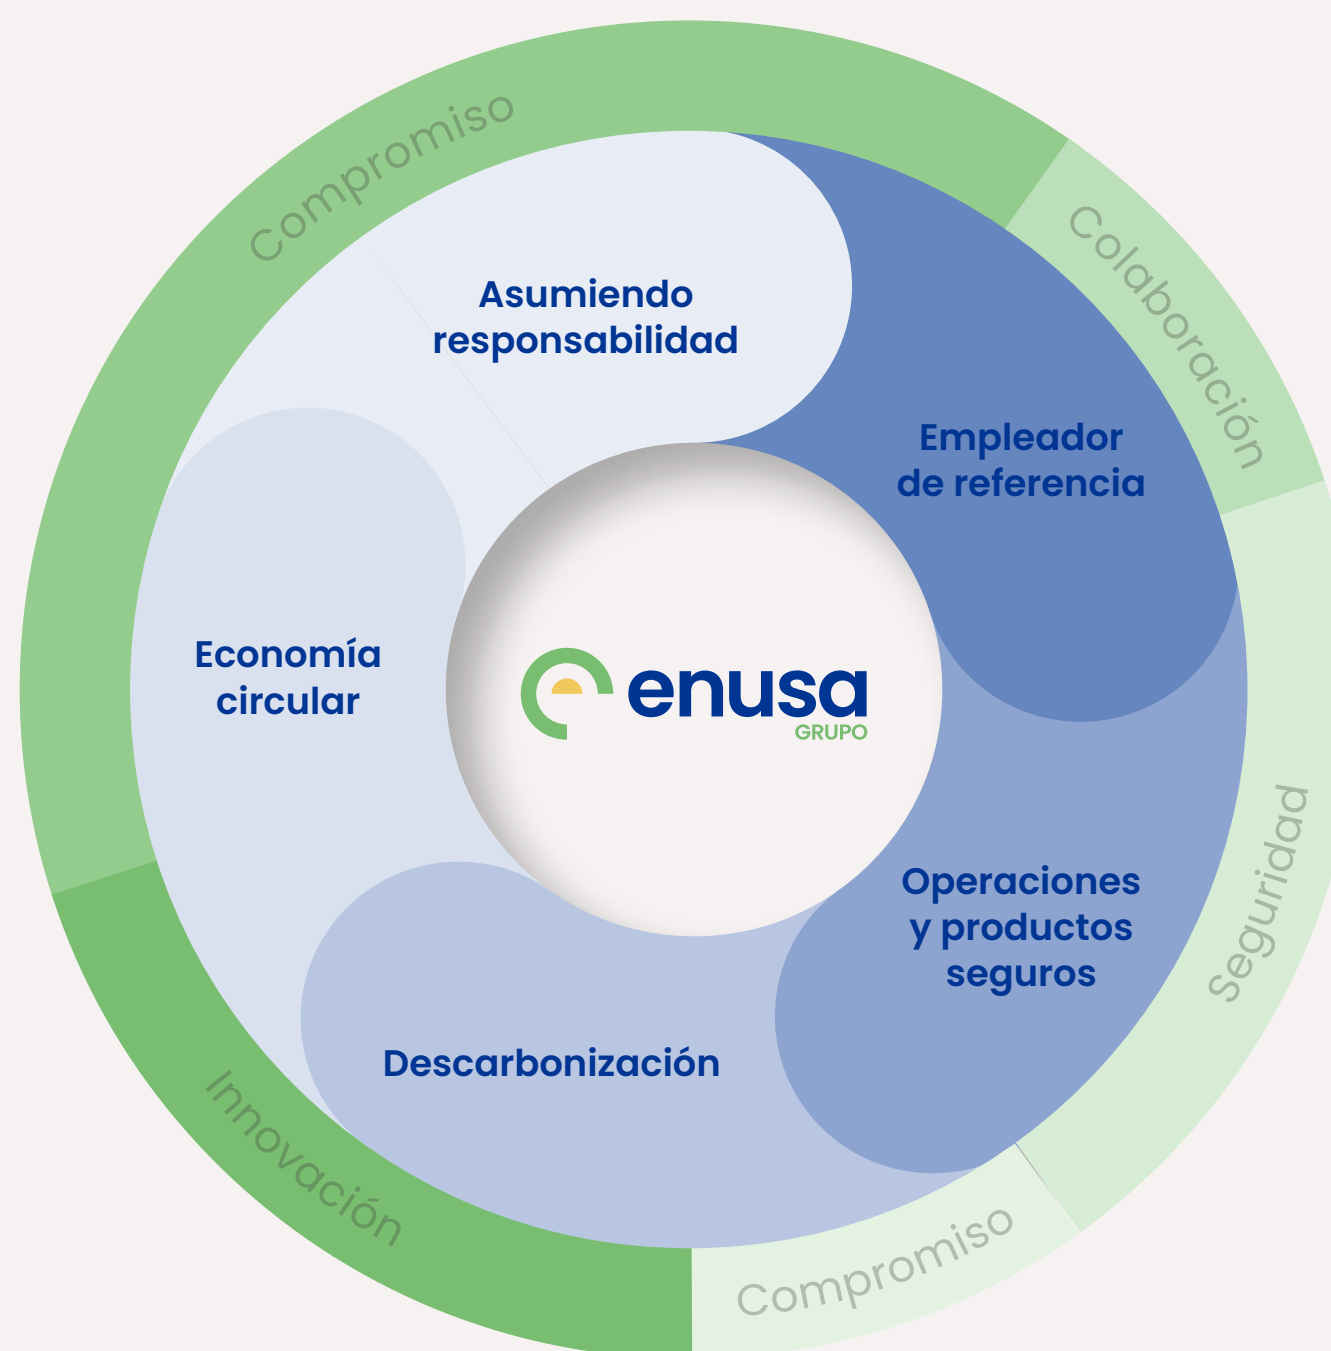 Compromiso
Colaboración
Asumiendo
responsabilidad
Empleador
de referencia
Economía
circular
enusa
GRUPO
Operaciones
y productos
seguros
Seguridad
Descarbonización
Innovación
Compromiso